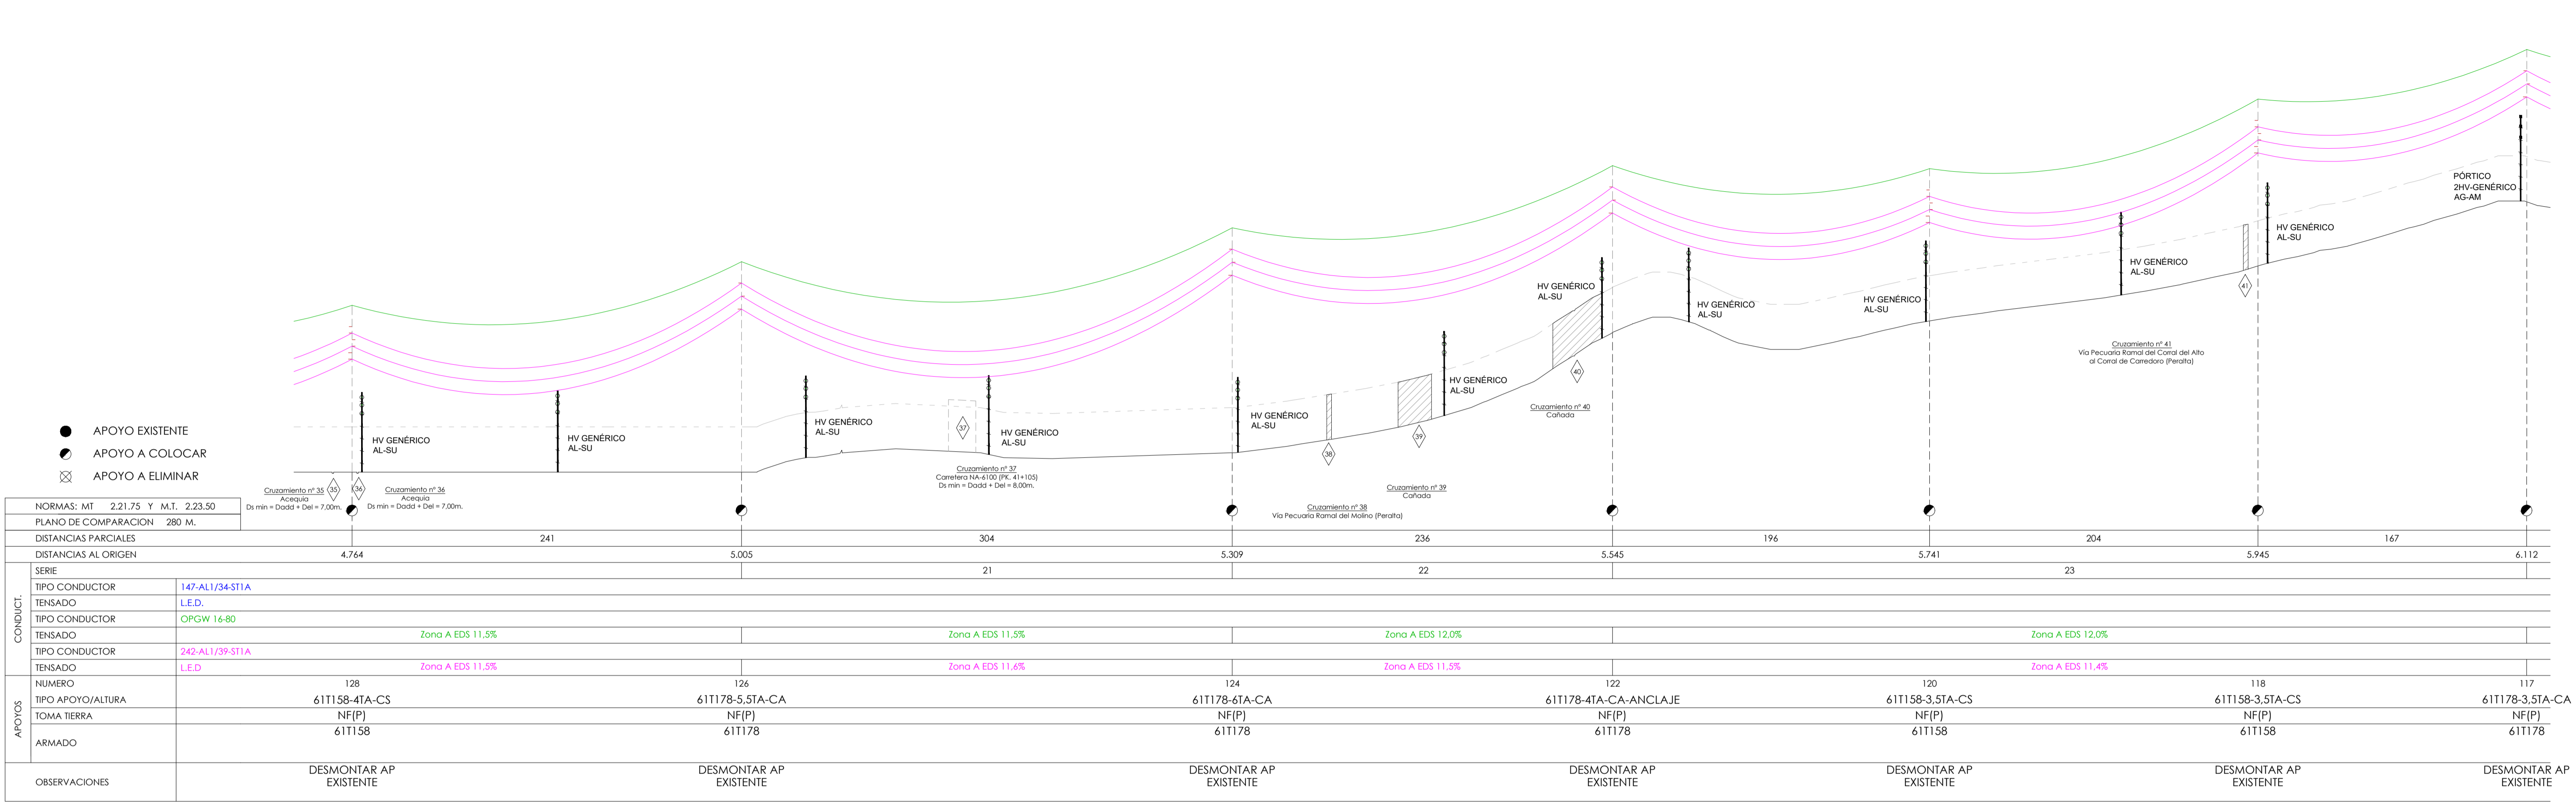 PÓRTICO
2HV-GENÉRICO
AG-AM
HV GENÉRICO
AL-SU
HV GENÉRICO
AL-SU
HV GENÉRICO
AL-SU
HV GENÉRICO
AL-SU
HV GENÉRICO
AL-SU
41
Cruzamiento nº 41
Vía Pecuaria Ramal del Corral del Alto
al Corral de Corredoro (Peralta)
40
HV GENÉRICO
AL-SU
Cruzamiento nº 40
Cañada
HV GENÉRICO
AL-SU
HV GENÉRICO
AL-SU
37
HV GENÉRICO
AL-SU
HV GENÉRICO
AL-SU
HV GENÉRICO
AL-SU
HV GENÉRICO
AL-SU
39
38
APOYO EXISTENTE
APOYO A COLOCAR
APOYO A ELIMINAR
Cruzamiento nº 37
Carretera NA-6100 (PK. 41+105)
Ds min = Dadd + Del = 8,00m.
Cruzamiento nº 35
Acequia
Ds min = Dadd + Del = 7,00m.
35
36
Cruzamiento nº 36
Acequia
Ds min = Dadd + Del = 7,00m.
Cruzamiento nº 39
Cañada
Cruzamiento nº 38
Vía Pecuaria Ramal del Molino (Peralta)
NORMAS: MT 2.21.75 Y M.T. 2.23.50
PLANO DE COMPARACION 280 M.
DISTANCIAS PARCIALES 241 304 236 196 204 167
DISTANCIAS AL ORIGEN 4.764 5.005 5.309 5.545 5.741 5.945 6.112
CONDUCT.
SERIE 21 22 23
TIPO CONDUCTOR 147-AL1/34-ST1A
TENSADO L.E.D.
TIPO CONDUCTOR OPGW 16-80
TENSADO Zona A EDS 11,5% Zona A EDS 11,5% Zona A EDS 12,0% Zona A EDS 12,0%
TIPO CONDUCTOR 242-AL1/39-ST1A
TENSADO L.E.D Zona A EDS 11,5% Zona A EDS 11,6% Zona A EDS 11,5% Zona A EDS 11,4%
APOYOS
NUMERO 128 126 124 122 120 118 117
TIPO APOYO/ALTURA 61T158-4TA-CS 61T178-5,5TA-CA 61T178-6TA-CA 61T178-4TA-CA-ANCLAJE 61T158-3,5TA-CS 61T158-3,5TA-CS 61T178-3,5TA-CA
TOMA TIERRA NF(P) NF(P) NF(P) NF(P) NF(P) NF(P) NF(P)
ARMADO 61T158 61T178 61T178 61T178 61T158 61T158 61T178
OBSERVACIONES
DESMONTAR AP DESMONTAR AP DESMONTAR AP DESMONTAR AP DESMONTAR AP DESMONTAR AP DESMONTAR AP
EXISTENTE EXISTENTE EXISTENTE EXISTENTE EXISTENTE EXISTENTE EXISTENTE